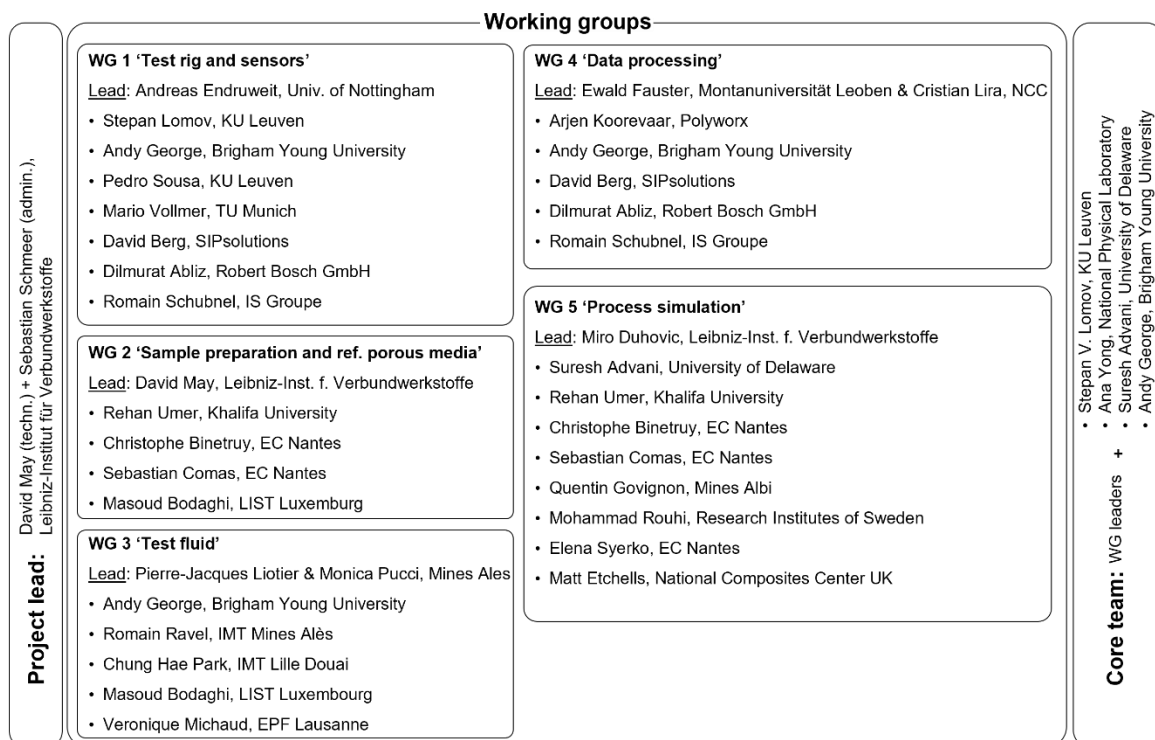 Working groups
Project lead: David May (techn.) + Sebastian Schmeer (admin.),
Leibniz-Institut für Verbundwerkstoffe
WG 1 ‘Test rig and sensors’
Lead: Andreas Endruweit, Univ. of Nottingham
• Stepan Lomov, KU Leuven
• Andy George, Brigham Young University
• Pedro Sousa, KU Leuven
• Mario Vollmer, TU Munich
• David Berg, SIPsolutions
• Dilmurat Abliz, Robert Bosch GmbH
• Romain Schubnel, IS Groupe
WG 2 ‘Sample preparation and ref. porous media’
Lead: David May, Leibniz-Inst. f. Verbundwerkstoffe
• Rehan Umer, Khalifa University
• Christophe Binetruy, EC Nantes
• Sebastian Comas, EC Nantes
• Masoud Bodaghi, LIST Luxemburg
WG 3 ‘Test fluid’
Lead: Pierre-Jacques Liotier & Monica Pucci, Mines Ales
• Andy George, Brigham Young University
• Romain Ravel, IMT Mines Alès
• Chung Hae Park, IMT Lille Douai
• Masoud Bodaghi, LIST Luxembourg
• Veronique Michaud, EPF Lausanne
WG 4 ‘Data processing’
Lead: Ewald Fauster, Montanuniversität Leoben & Cristian Lira, NCC
• Arjen Koorevaar, Polyworx
• Andy George, Brigham Young University
• David Berg, SIPsolutions
• Dilmurat Abliz, Robert Bosch GmbH
• Romain Schubnel, IS Groupe
WG 5 ‘Process simulation’
Lead: Miro Duhovic, Leibniz-Inst. f. Verbundwerkstoffe
• Suresh Advani, University of Delaware
• Rehan Umer, Khalifa University
• Christophe Binetruy, EC Nantes
• Sebastian Comas, EC Nantes
• Quentin Govignon, Mines Albi
• Mohammad Rouhi, Research Institutes of Sweden
• Elena Syerko, EC Nantes
• Matt Etchells, National Composites Center UK
Core team: WG leaders +
• Stepan V. Lomov, KU Leuven
• Ana Yong, National Physical Laboratory
• Suresh Advani, University of Delaware
• Andy George, Brigham Young University